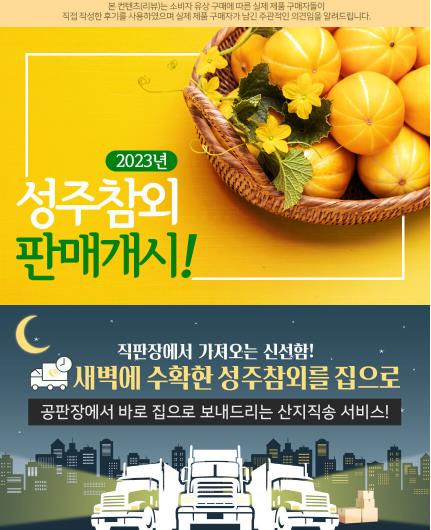 본 컨텐츠(리뷰)는 소비자 유상 구매에 따른 실제 제품 구매자들이
직접 작성한 후기를 사용하였으며 실제 제품 구매자가 남긴 주관적인 의견임을 알려드립니다.
2023년
성주참외
판매개시!
직판장에서 가져오는 신선함!
새벽에 수확한 성주참외를 집으로
공판장에서 바로 집으로 보내드리는 산지직송 서비스!